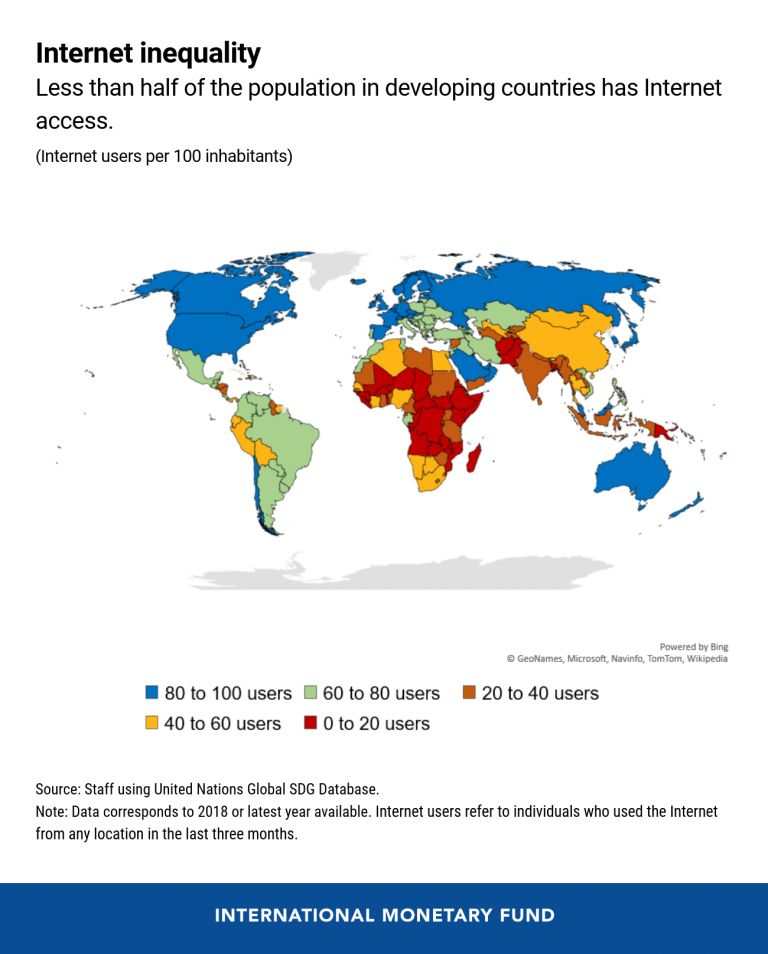 Internet inequality
Less than half of the population in developing countries has Internet
access.
(Internet users per 100 inhabitants)
Powered by Bing
© GeoNames, Microsoft, Navinfo, TomTom, Wikipedia
80 to 100 users 60 to 80 users 20 to 40 users
40 to 60 users 0 to 20 users
Source: Staff using United Nations Global SDG Database.
Note: Data corresponds to 2018 or latest year available. Internet users refer to individuals who used the Internet
from any location in the last three months.
INTERNATIONAL MONETARY FUND